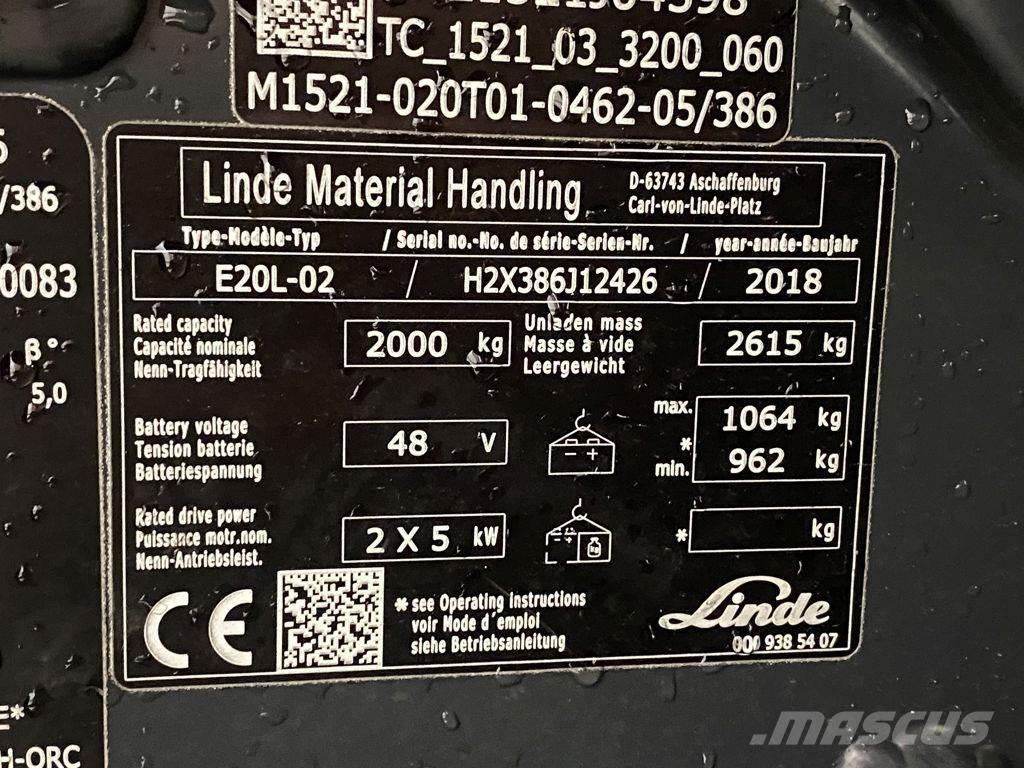 TC_1521_03_3200_060
M1521-020T01-0462-05/386
/386
0083
β°
5,0
Linde Material Handling
D-63743 Aschaffenburg
Carl-von-Linde-Platz
Type-Modèle-Typ / Serial no.-No. de série-Serien-Nr. / year-année-Baujahr
E20L-02 / H2X386J12426 / 2018
Rated capacity
Capacité nominale
Nenn-Tragfähigkeit
2000 kg
Unladen mass
Masse à vide
Leergewicht
2615 kg
Battery voltage
Tension batterie
Batteriespannung
48 V
- +
max. 1064 kg
*
min. 962 kg
Rated drive power
Puissance motr.nom.
Nenn-Antriebsleist.
2 X 5 kW
kg
* kg
CE
* see Operating Instructions
voir Mode d'emploi
siehe Betriebsanleitung
Linde
000 938 54 07
E*
H-ORC
MASCUS